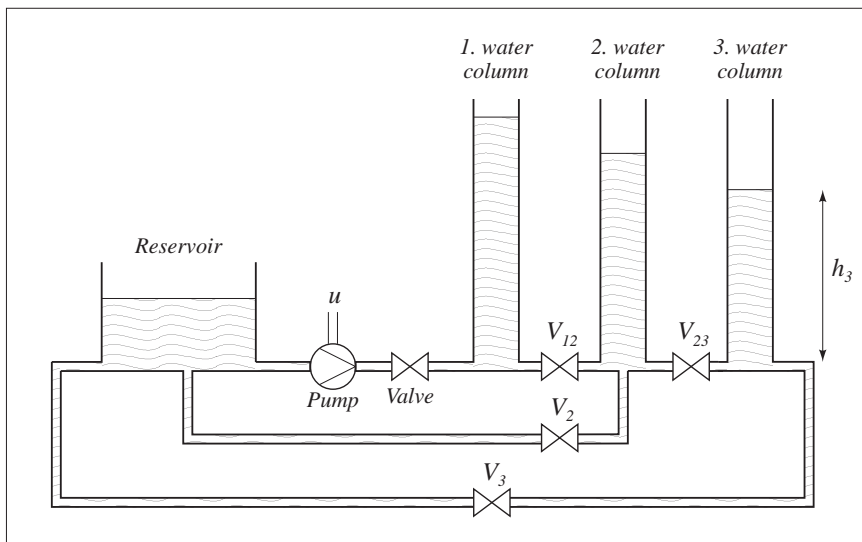 1. water column
2. water column
3. water column
Reservoir
u
h3
V12
V23
Pump
Valve
V2
V3